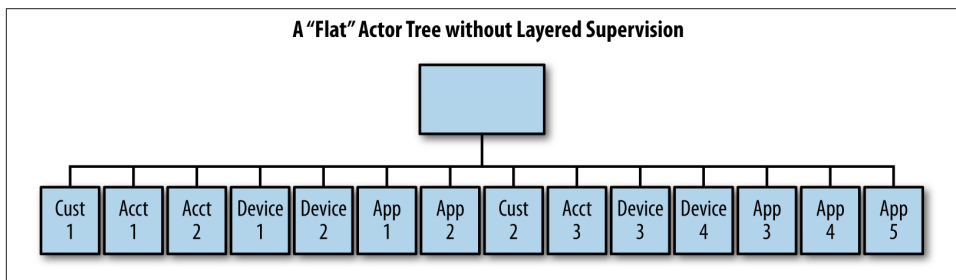 A “Flat” Actor Tree without Layered Supervision
Cust
1
Acct
1
Acct
2
Device
1
Device
2
App
1
App
2
Cust
2
Acct
3
Device
3
Device
4
App
3
App
4
App
5